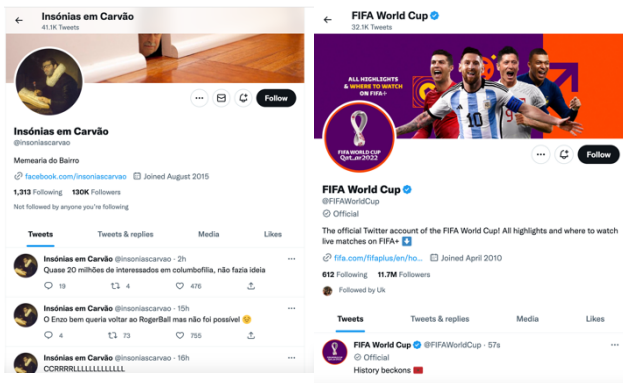 Insónias em Carvão
41.1K Tweets
Follow
Insónias em Carvão
@insoniascarvao
Memearia do Bairro
facebook.com/insoniascarvao Joined August 2015
1,313 Following 130K Followers
Not followed by anyone you're following
Tweets Tweets & replies Media Likes
Insónias em Carvão @insoniascarvao · 2h
Quase 20 milhões de interessados em columbofilia, não fazia ideia
19 4 476
Insónias em Carvão @insoniascarvao · 15h
O Enzo bem queria voltar ao RogerBall mas não foi possível 😢
4 73 755
Insónias em Carvão @insoniascarvao · 16h
CCRRRRLLLLLLLLLLLLL
FIFA World Cup
32.1K Tweets
ALL HIGHLIGHTS
& WHERE TO WATCH
ON FIFA+
10
FIFA WORLD CUP
Qatar2022
Follow
FIFA World Cup
@FIFAWorldCup
Official
The official Twitter account of the FIFA World Cup! All highlights and where to watch
live matches on FIFA+ ⬇️
fifa.com/fifaplus/en/ho... Joined April 2010
612 Following 11.7M Followers
Followed by Uk
Tweets Tweets & replies Media Likes
FIFA World Cup @FIFAWorldCup · 57s
Official
History beckons 🇲🇦